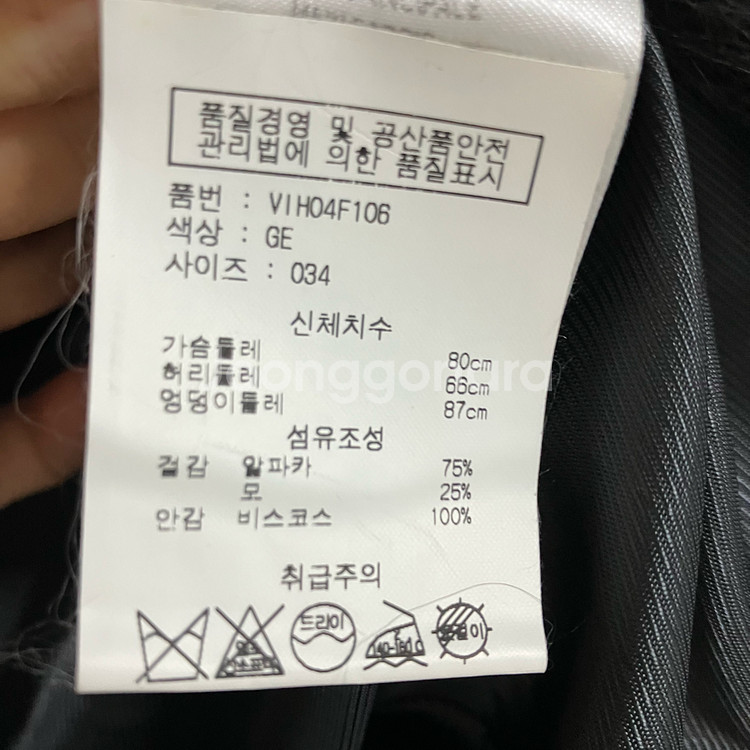 품질경영 및 공산품안전
관리법에 의한 품질표시
품번 : VIH04F106
색상 : GE
사이즈 : 034
신체치수
가슴둘레 80cm
허리둘레 66cm
엉덩이둘레 87cm
섬유조성
겉감 알파카 75%
모 25%
안감 비스코스 100%
취급주의
드라이
140-160℃